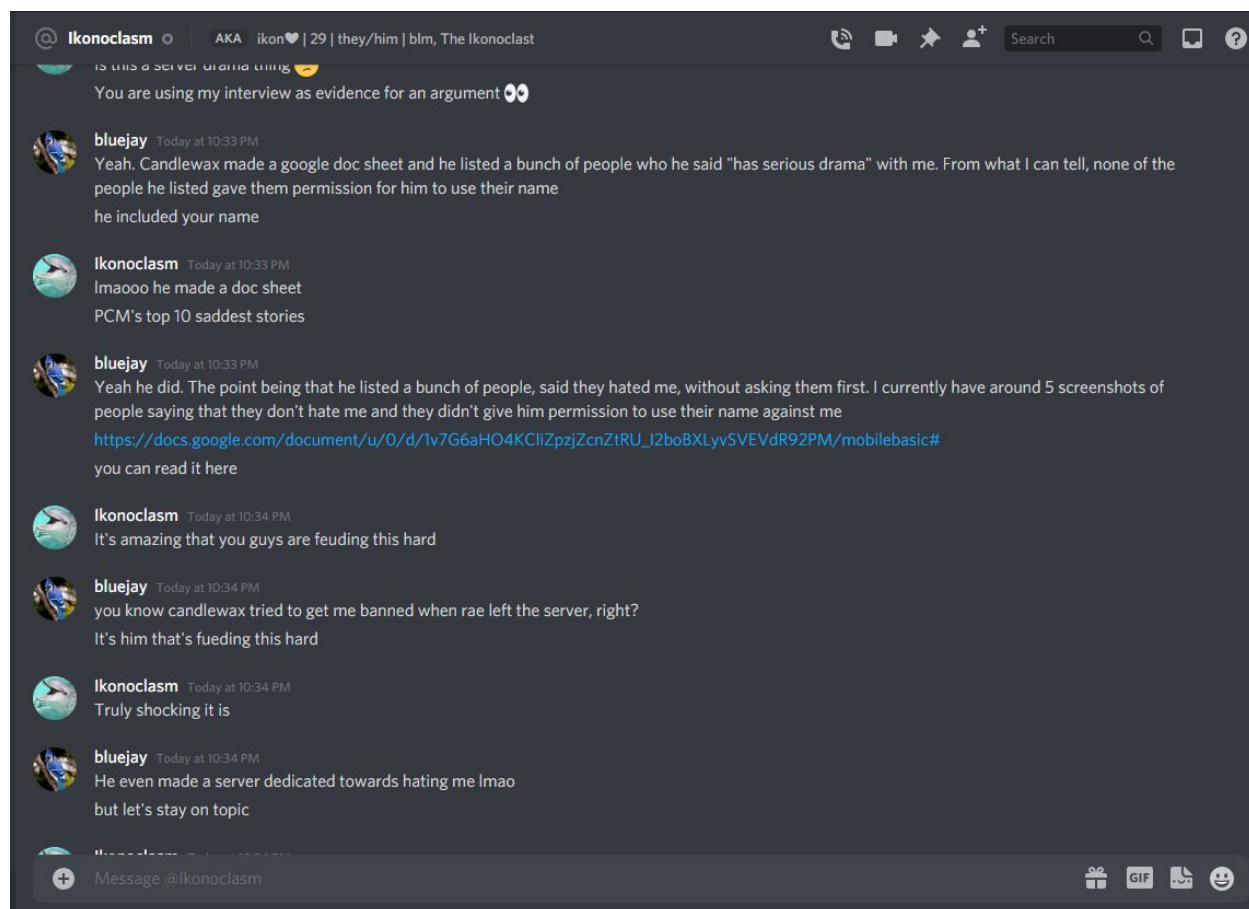 Ikonoclasm AKA ikon🖤 | 29 | they/him | blm, The Ikonoclast Search
Is this a server drama thing 😕
You are using my interview as evidence for an argument 👀
bluejay Today at 10:33 PM
Yeah. Candlewax made a google doc sheet and he listed a bunch of people who he said "has serious drama" with me. From what I can tell, none of the
people he listed gave them permission for him to use their name
he included your name
Ikonoclasm Today at 10:33 PM
lmaooo he made a doc sheet
PCM's top 10 saddest stories
bluejay Today at 10:33 PM
Yeah he did. The point being that he listed a bunch of people, said they hated me, without asking them first. I currently have around 5 screenshots of
people saying that they don't hate me and they didn't give him permission to use their name against me
https://docs.google.com/document/u/0/d/1v7G6aHO4KCliZpzjZcnZtRU_I2boBXLyvSVEVdR92PM/mobilebasic#
you can read it here
Ikonoclasm Today at 10:34 PM
It's amazing that you guys are feuding this hard
bluejay Today at 10:34 PM
you know candlewax tried to get me banned when rae left the server, right?
It's him that's fueding this hard
Ikonoclasm Today at 10:34 PM
Truly shocking it is
bluejay Today at 10:34 PM
He even made a server dedicated towards hating me lmao
but let's stay on topic
Ikonoclasm
Message @Ikonoclasm GIF